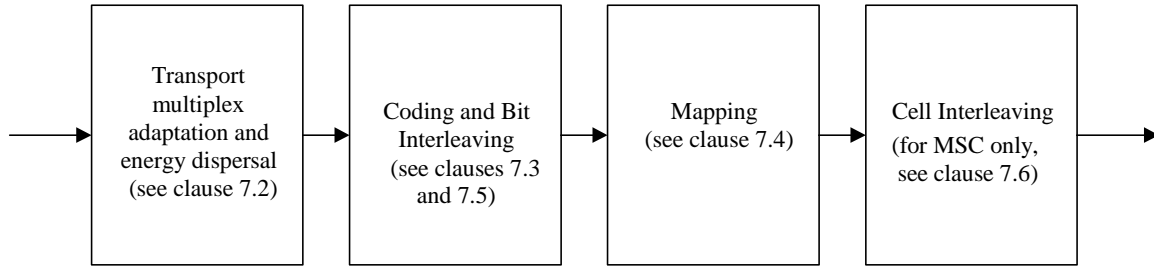 Transport
multiplex
adaptation and
energy dispersal
(see clause 7.2)
Coding and Bit
Interleaving
(see clauses 7.3
and 7.5)
Mapping
(see clause 7.4)
Cell Interleaving
(for MSC only,
see clause 7.6)